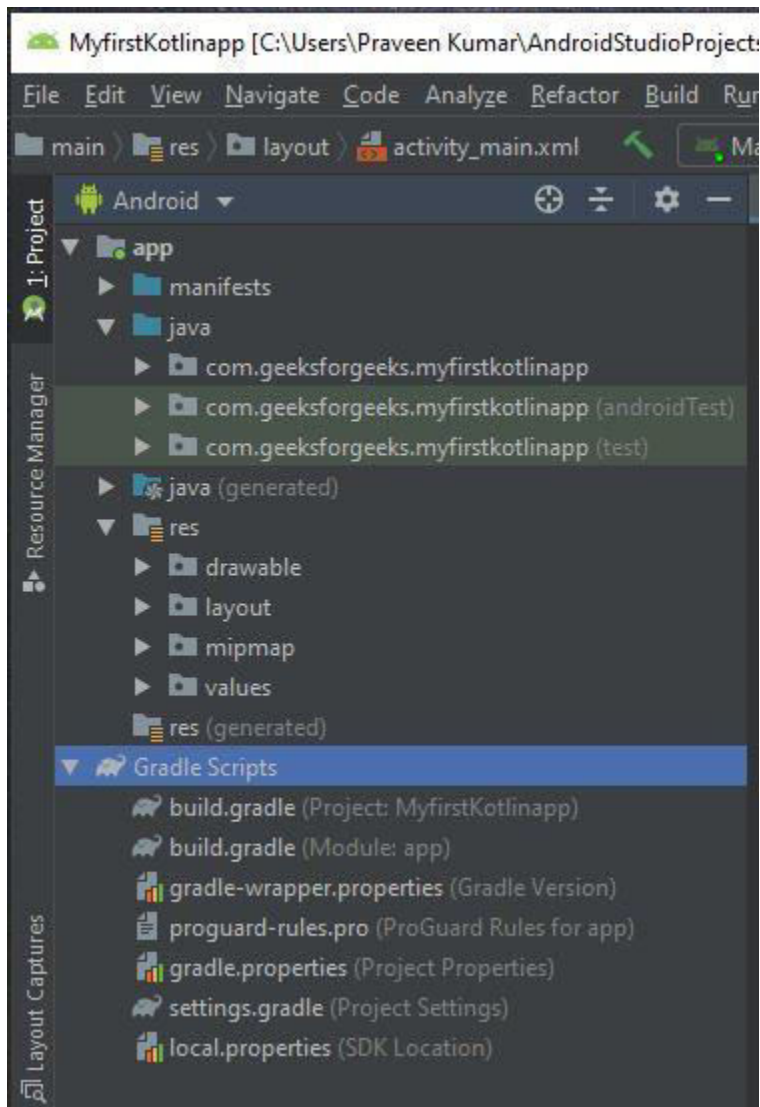 MyfirstKotlinapp [C:\Users\Praveen Kumar\AndroidStudioProjects
File Edit View Navigate Code Analyze Refactor Build Run
main res layout activity_main.xml Ma
Android
1: Project
Resource Manager
Layout Captures
app
manifests
java
com.geeksforgeeks.myfirstkotlinapp
com.geeksforgeeks.myfirstkotlinapp (androidTest)
com.geeksforgeeks.myfirstkotlinapp (test)
java (generated)
res
drawable
layout
mipmap
values
res (generated)
Gradle Scripts
build.gradle (Project: MyfirstKotlinapp)
build.gradle (Module: app)
gradle-wrapper.properties (Gradle Version)
proguard-rules.pro (ProGuard Rules for app)
gradle.properties (Project Properties)
settings.gradle (Project Settings)
local.properties (SDK Location)